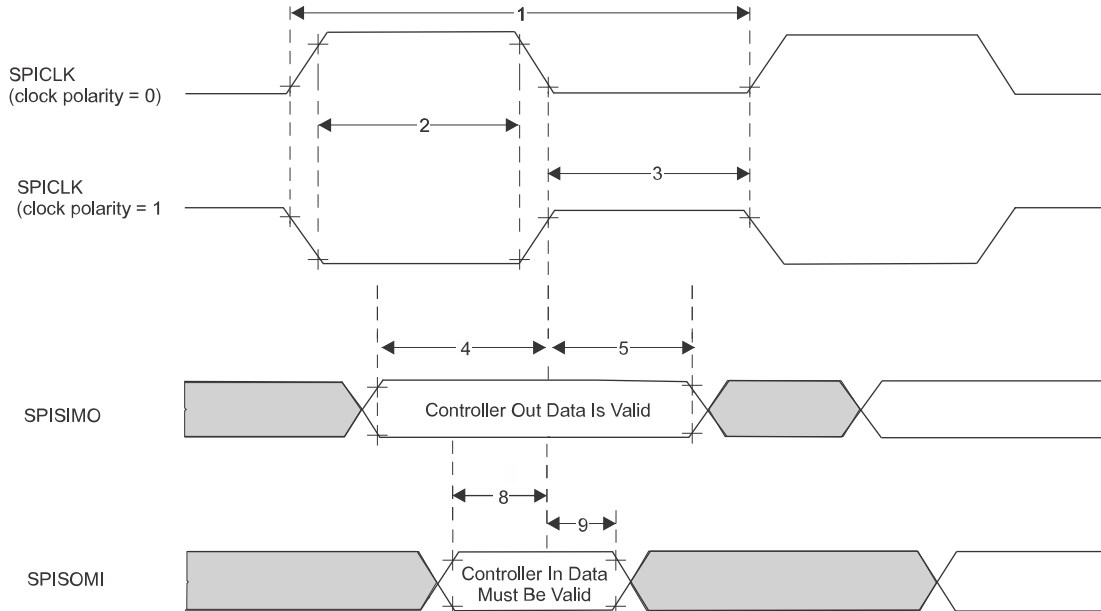 1
SPICLK
(clock polarity = 0)
2
3
SPICLK
(clock polarity = 1
4
5
SPISIMO
Controller Out Data Is Valid
8
9
SPISOMI
Controller In Data
Must Be Valid